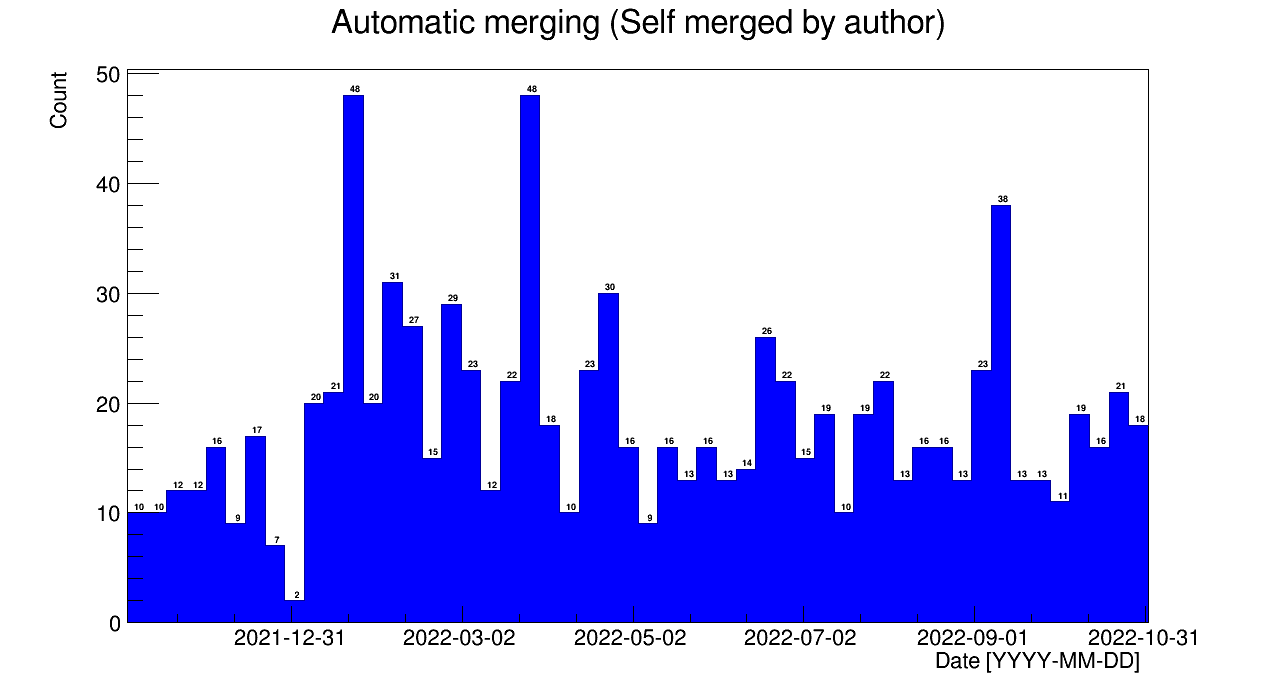 Automatic merging (Self merged by author)
Count
50
40
30
20
10
0
10 10 12 12 16 9 17 7 2 20 21 48 20 31 27 15 29 23 12 22 48 18 10 23 30 16 9 16 13 16 13 14 26 22 15 19 10 19 22 13 16 16 13 23 38 13 13 11 19 16 21 18
2021-12-31 2022-03-02 2022-05-02 2022-07-02 2022-09-01 2022-10-31
Date [YYYY-MM-DD]